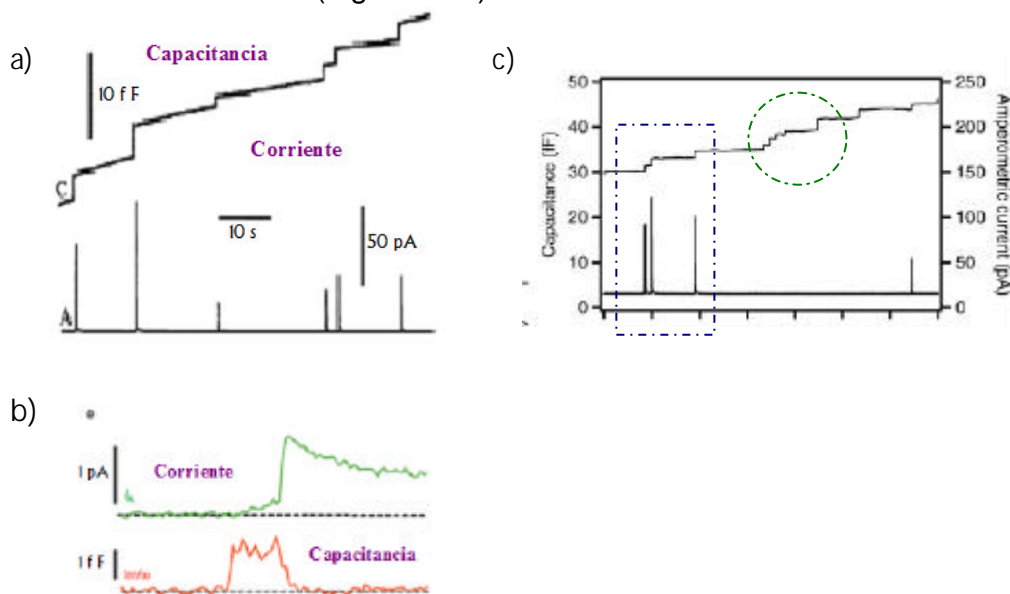 a)
Capacitancia
10 f F
Corriente
C
10 s
50 pA
A
b)
1 pA
Corriente
1 f F
Capacitancia
c)
50
40
30
20
10
0
Capacitance (fF)
250
200
150
100
50
0
Amperometric current (pA)